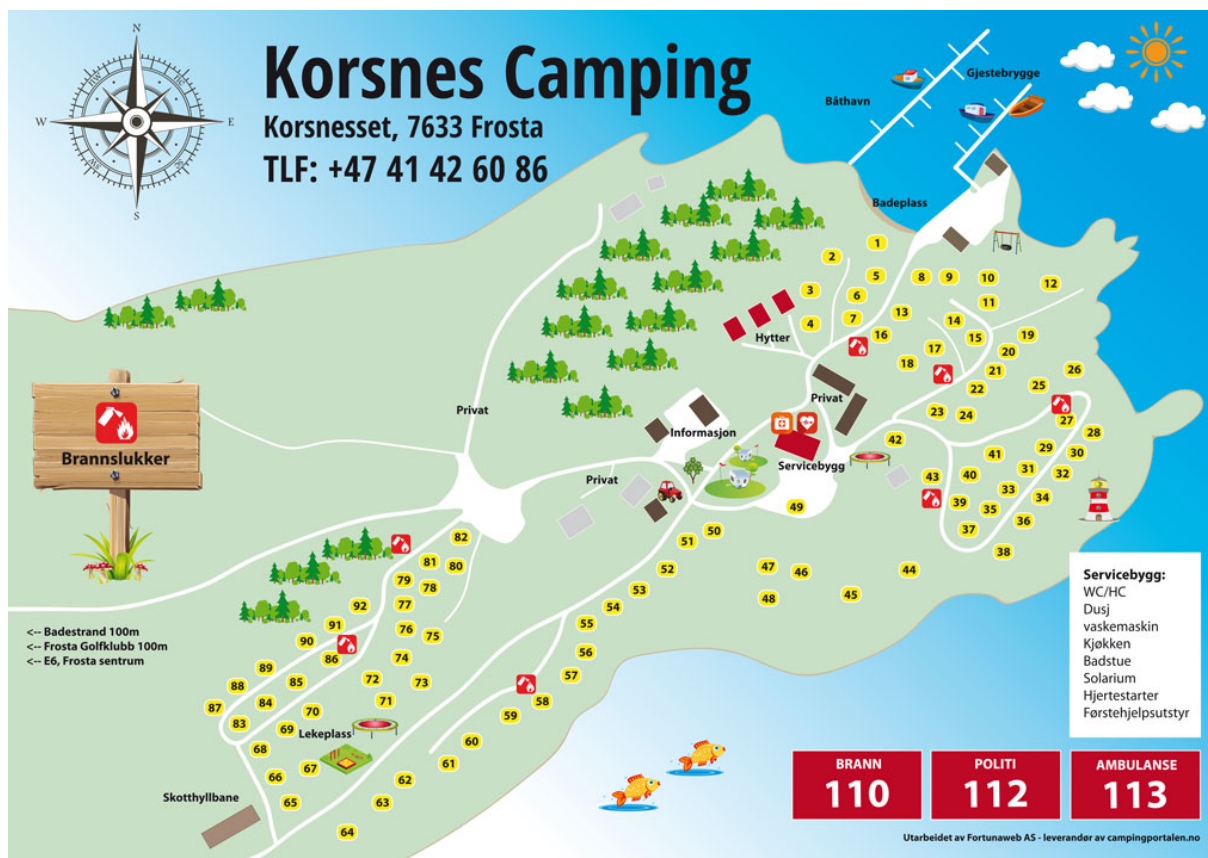 Korsnes Camping
Korsnesset, 7633 Frosta
TLF: +47 41 42 60 86
N
W
E
S
Gjestebrygge
Båthavn
Badeplass
1
2
3
4
5
6
7
8
9
10
11
12
13
14
15
16
17
18
19
20
21
22
23
24
25
26
27
28
29
30
31
32
33
34
35
36
37
38
39
40
41
42
43
44
45
46
47
48
49
50
51
52
53
54
55
56
57
58
59
60
61
62
63
64
65
66
67
68
69
70
71
72
73
74
75
76
77
78
79
80
81
82
83
84
85
86
87
88
89
90
91
92
Hytter
Privat
Privat
Informasjon
Servicebygg
Privat
Brannslukker
<-- Badestrand 100m
<-- Frosta Golfklubb 100m
<-- E6, Frosta sentrum
Lekeplass
Skotthyllbane
Servicebygg:
WC/HC
Dusj
vaskemaskin
Kjøkken
Badstue
Solarium
Hjertestarter
Førstehjelpsutstyr
BRANN
110
POLITI
112
AMBULANSE
113
Utarbeidet av Fortunaweb AS - leverandør av campingportalen.no